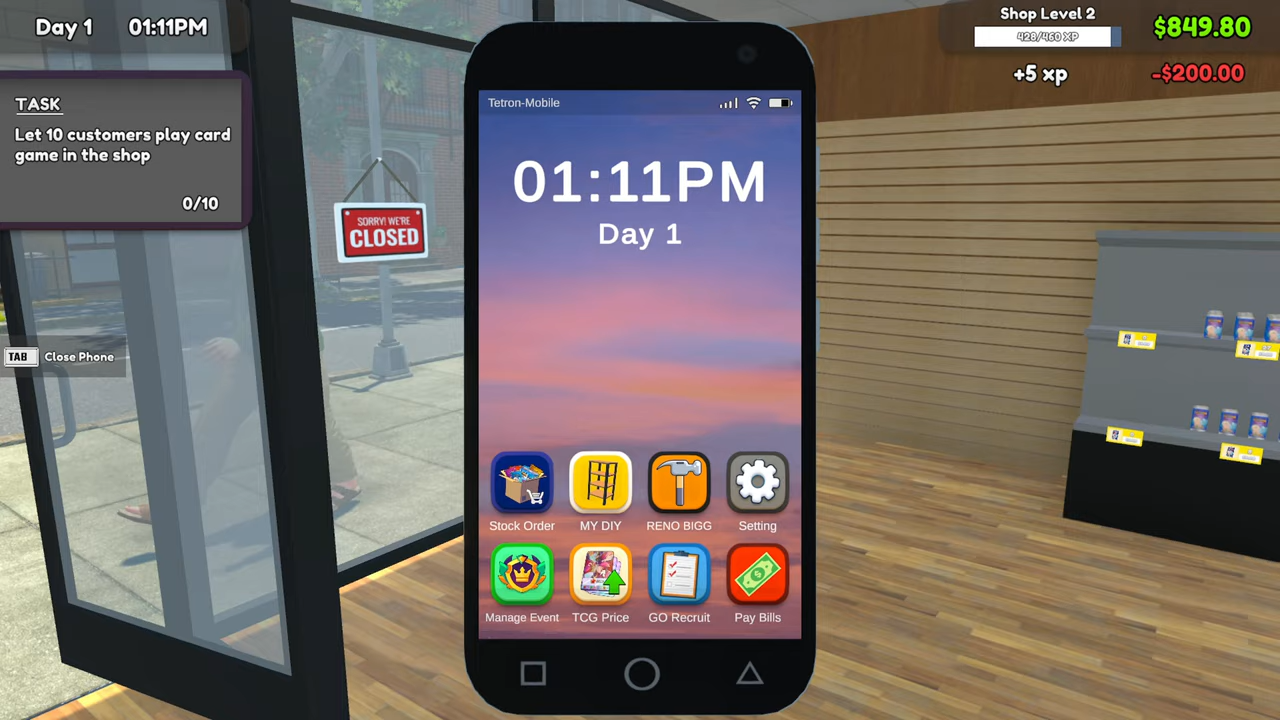 Day 1 01:11PM
TASK
Let 10 customers play card
game in the shop
0/10
SORRY! WE'RE
CLOSED
TAB Close Phone
Tetron-Mobile
01:11PM
Day 1
Stock Order MY DIY RENO BIGG Setting
Manage Event TCG Price GO Recruit Pay Bills
Shop Level 2
428/460 XP
$849.80
+5 xp
-$200.00